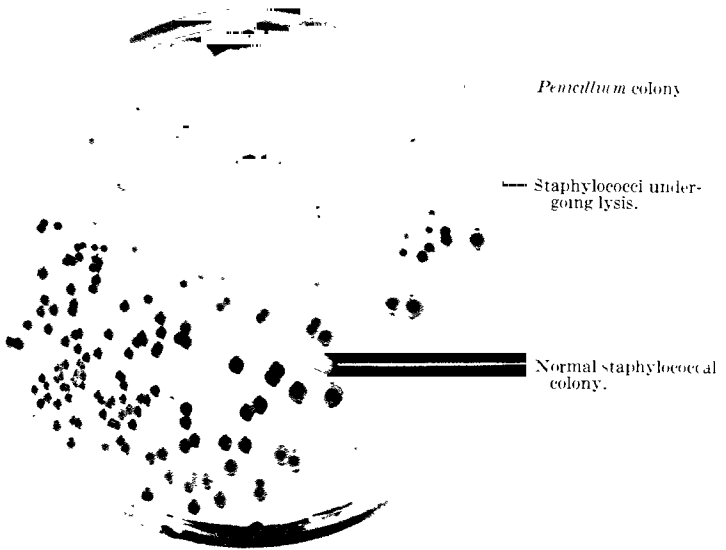 Penicillium colony
Staphylococci under-
going lysis.
Normal staphylococcal
colony.